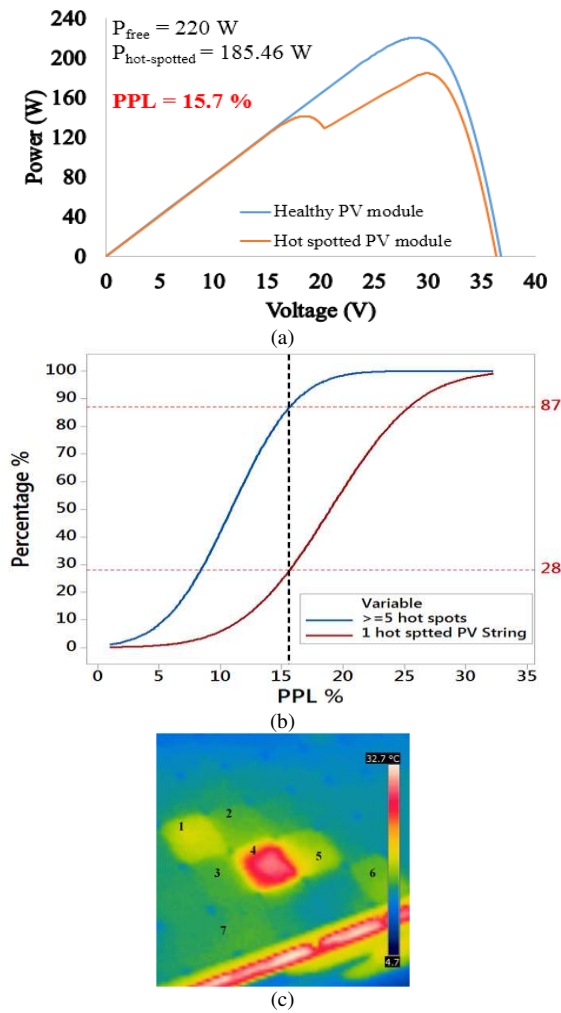 240
200
160
120
80
40
0
Power (W)
P_free = 220 W
P_hot-spotted = 185.46 W
PPL = 15.7 %
Healthy PV module
Hot spotted PV module
0 5 10 15 20 25 30 35 40
Voltage (V)
(a)
100
90
80
70
60
50
40
30
20
10
0
Percentage %
87
28
Variable
>=5 hot spots
1 hot sptted PV String
0 5 10 15 20 25 30 35
PPL %
(b)
32.7 °C
1
2
3
4
5
6
7
4.7
(c)